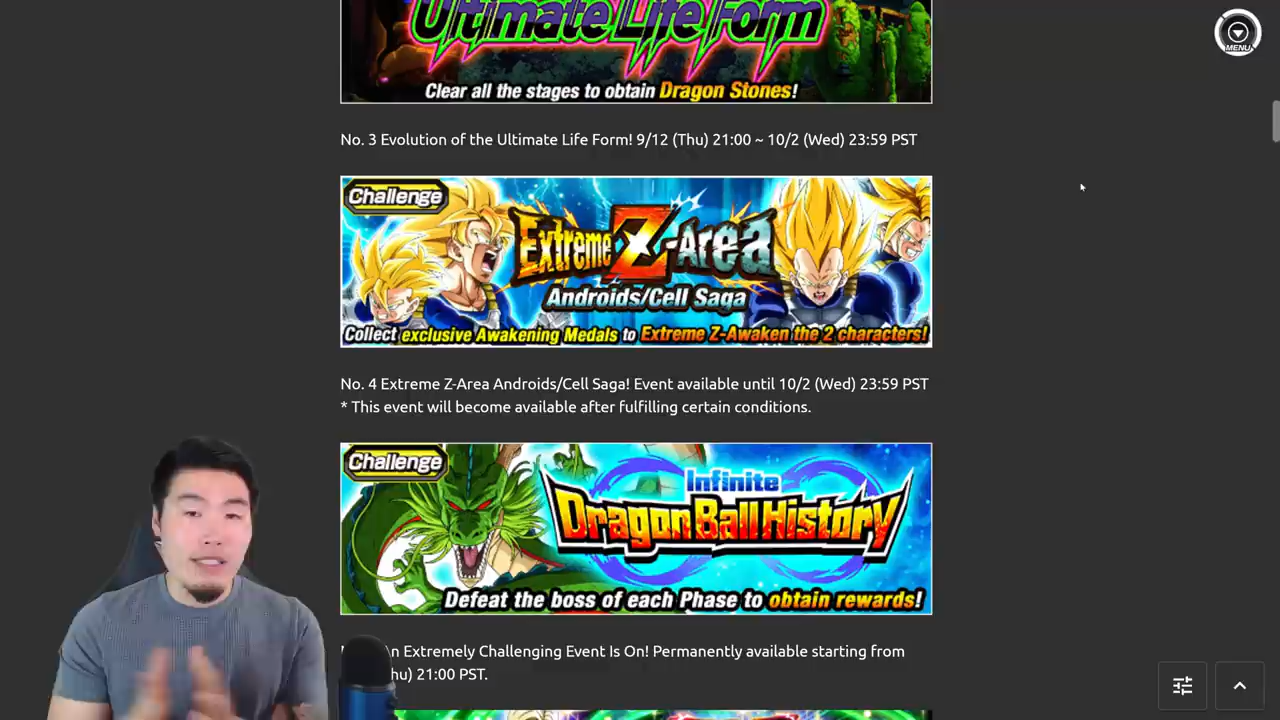 Ultimate Life Form
Clear all the stages to obtain Dragon Stones!
MENU
No. 3 Evolution of the Ultimate Life Form! 9/12 (Thu) 21:00 ~ 10/2 (Wed) 23:59 PST
Challenge
Extreme Z-Area
Androids/Cell Saga
Collect exclusive Awakening Medals to Extreme Z-Awaken the 2 characters!
No. 4 Extreme Z-Area Androids/Cell Saga! Event available until 10/2 (Wed) 23:59 PST
* This event will become available after fulfilling certain conditions.
Challenge
Infinite
Dragon Ball History
Defeat the boss of each Phase to obtain rewards!
n Extremely Challenging Event Is On! Permanently available starting from
hu) 21:00 PST.